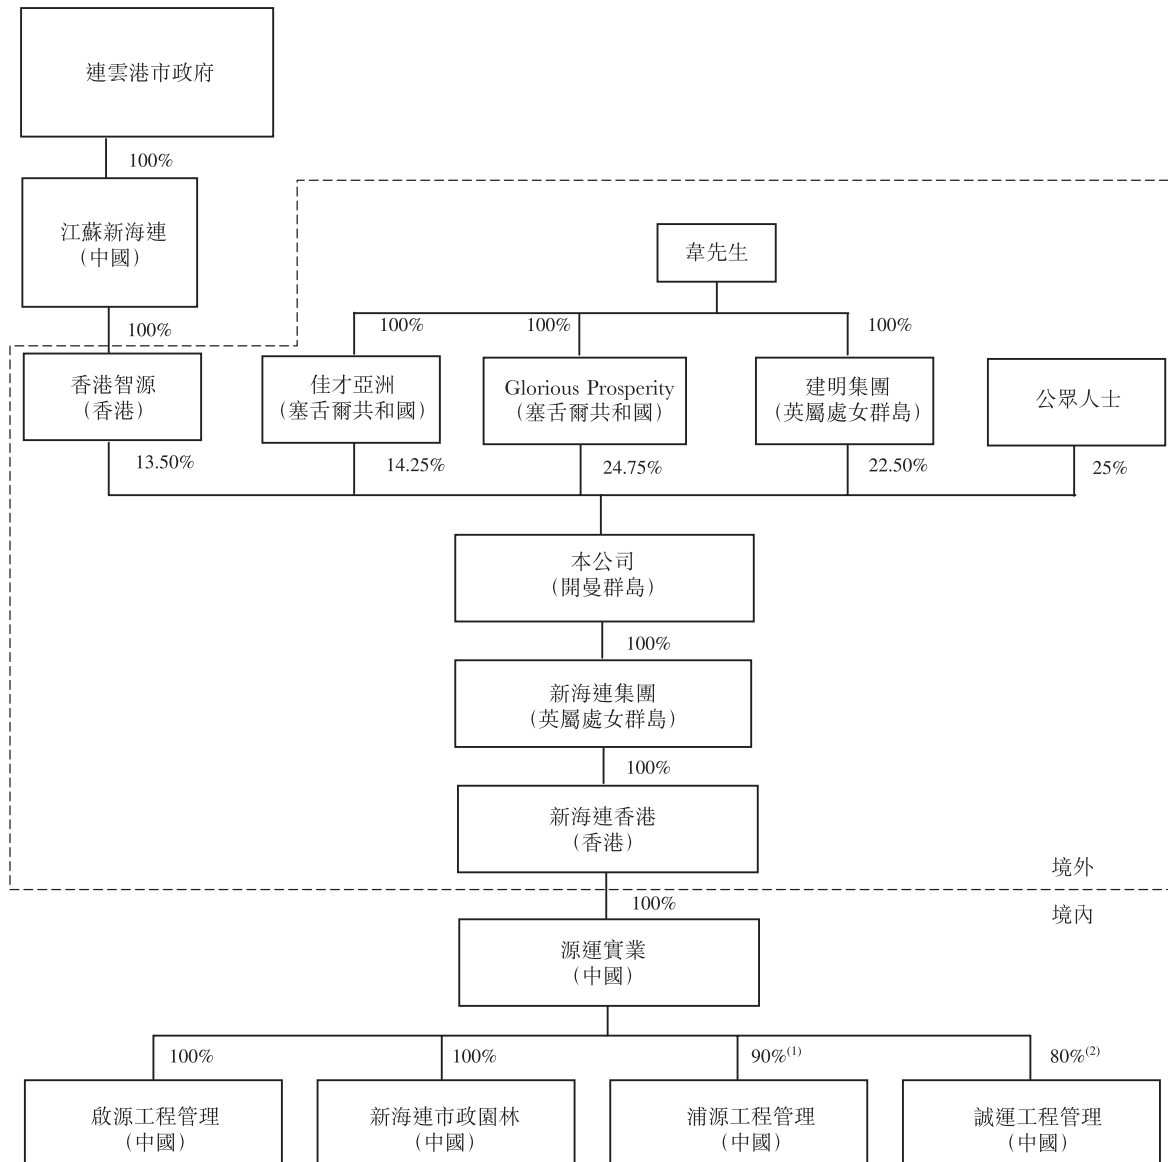 連雲港市政府
100%
江蘇新海連
(中國)
韋先生
100%
100%
100%
100%
香港智源
(香港)
佳才亞洲
(塞舌爾共和國)
Glorious Prosperity
(塞舌爾共和國)
建明集團
(英屬處女群島)
公眾人士
13.50%
14.25%
24.75%
22.50%
25%
本公司
(開曼群島)
100%
新海連集團
(英屬處女群島)
100%
新海連香港
(香港)
境外
100%
境內
源運實業
(中國)
100%
100%
90%(1)
80%(2)
啟源工程管理
(中國)
新海連市政園林
(中國)
浦源工程管理
(中國)
誠運工程管理
(中國)